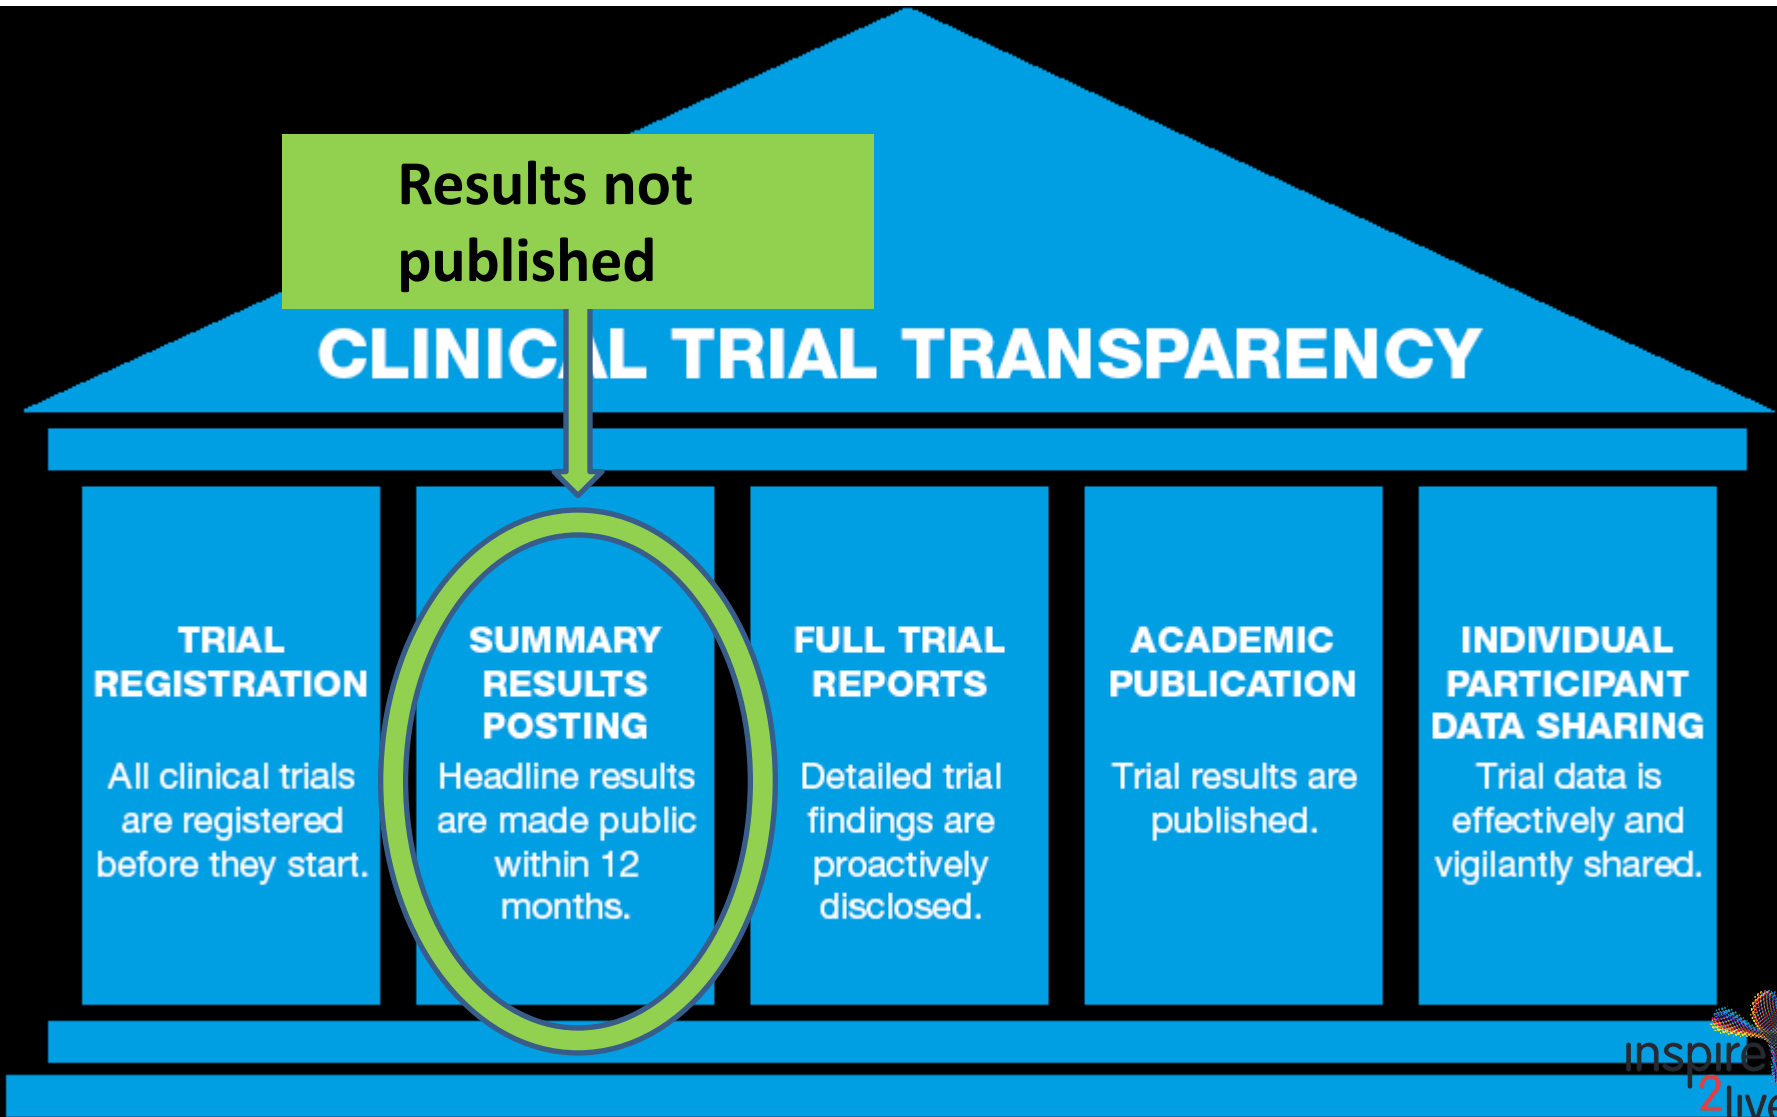 Results not
published
CLINICAL TRIAL TRANSPARENCY
TRIAL
REGISTRATION
All clinical trials
are registered
before they start.
SUMMARY
RESULTS
POSTING
Headline results
are made public
within 12
months.
FULL TRIAL
REPORTS
Detailed trial
findings are
proactively
disclosed.
ACADEMIC
PUBLICATION
Trial results are
published.
INDIVIDUAL
PARTICIPANT
DATA SHARING
Trial data is
effectively and
vigilantly shared.
inspire
2live